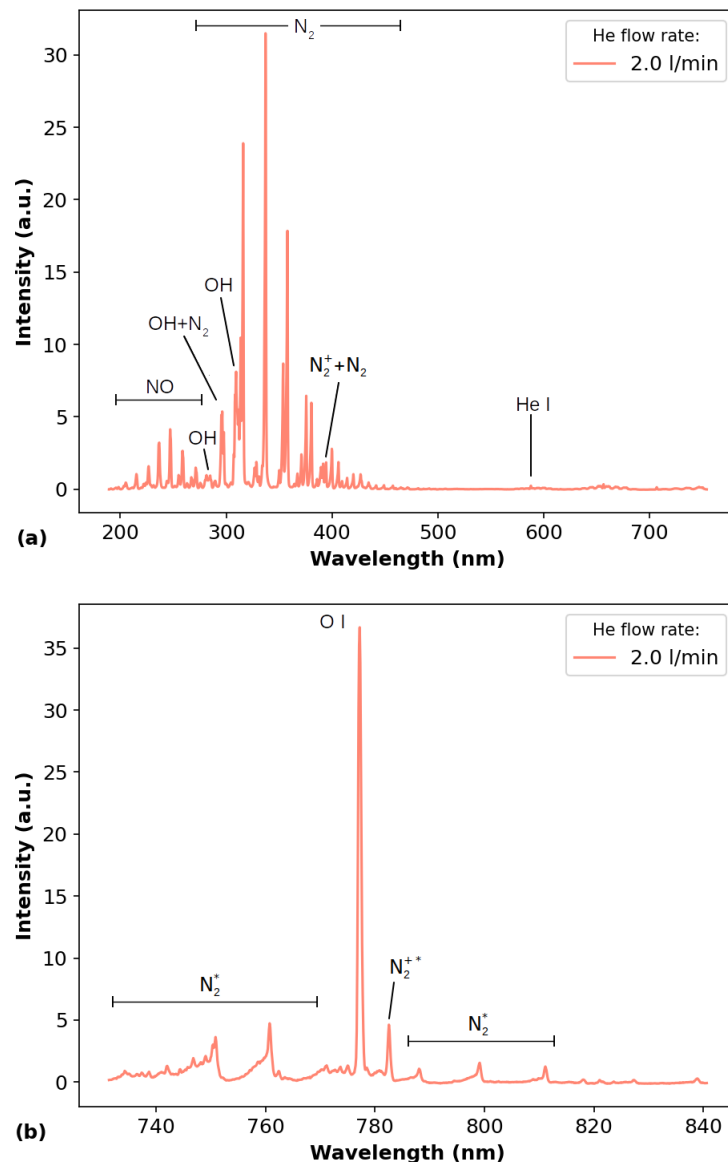 N₂
He flow rate:
2.0 l/min
OH
OH+N₂
N₂⁺+N₂
NO
He I
OH
Intensity (a.u.)
0
5
10
15
20
25
30
200 300 400 500 600 700
(a)
Wavelength (nm)
O I
He flow rate:
2.0 l/min
N₂⁺*
N₂*
N₂*
Intensity (a.u.)
0
5
10
15
20
25
30
35
740 760 780 800 820 840
(b)
Wavelength (nm)